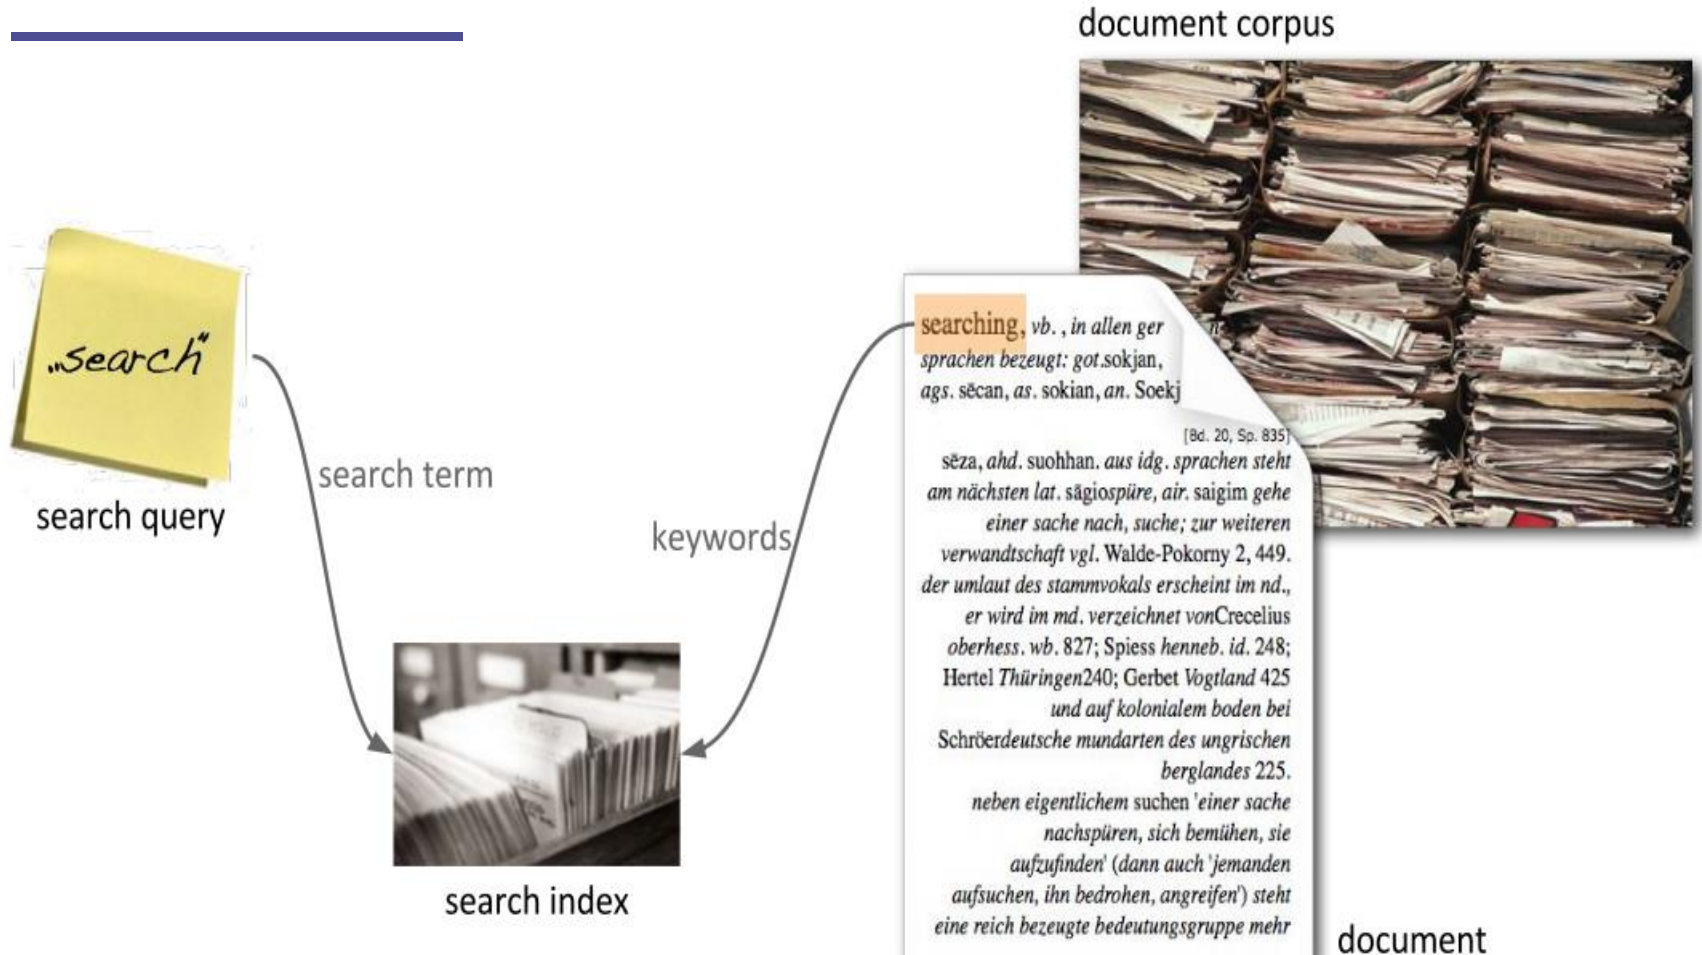 document corpus
„search“
search term
search query
keywords
search index
searching, vb. , in allen ger
n
sprachen bezeugt: got.sokjan,
ags. sēcan, as. sokian, an. Soekj
[Bd. 20, Sp. 835]
sēza, ahd. suohhan. aus idg. sprachen steht
am nächsten lat. sāgiospüre, air. saigim gehe
einer sache nach, suche; zur weiteren
verwandtschaft vgl. Walde-Pokorny 2, 449.
der umlaut des stammvokals erscheint im nd.,
er wird im md. verzeichnet vonCrecelius
oberhess. wb. 827; Spiess henneb. id. 248;
Hertel Thüringen240; Gerbet Vogtland 425
und auf kolonialem boden bei
Schröerdeutsche mundarten des ungrischen
berglandes 225.
neben eigentlichem suchen 'einer sache
nachspüren, sich bemühen, sie
aufzufinden' (dann auch 'jemanden
aufsuchen, ihn bedrohen, angreifen') steht
eine reich bezeugte bedeutungsgruppe mehr
document